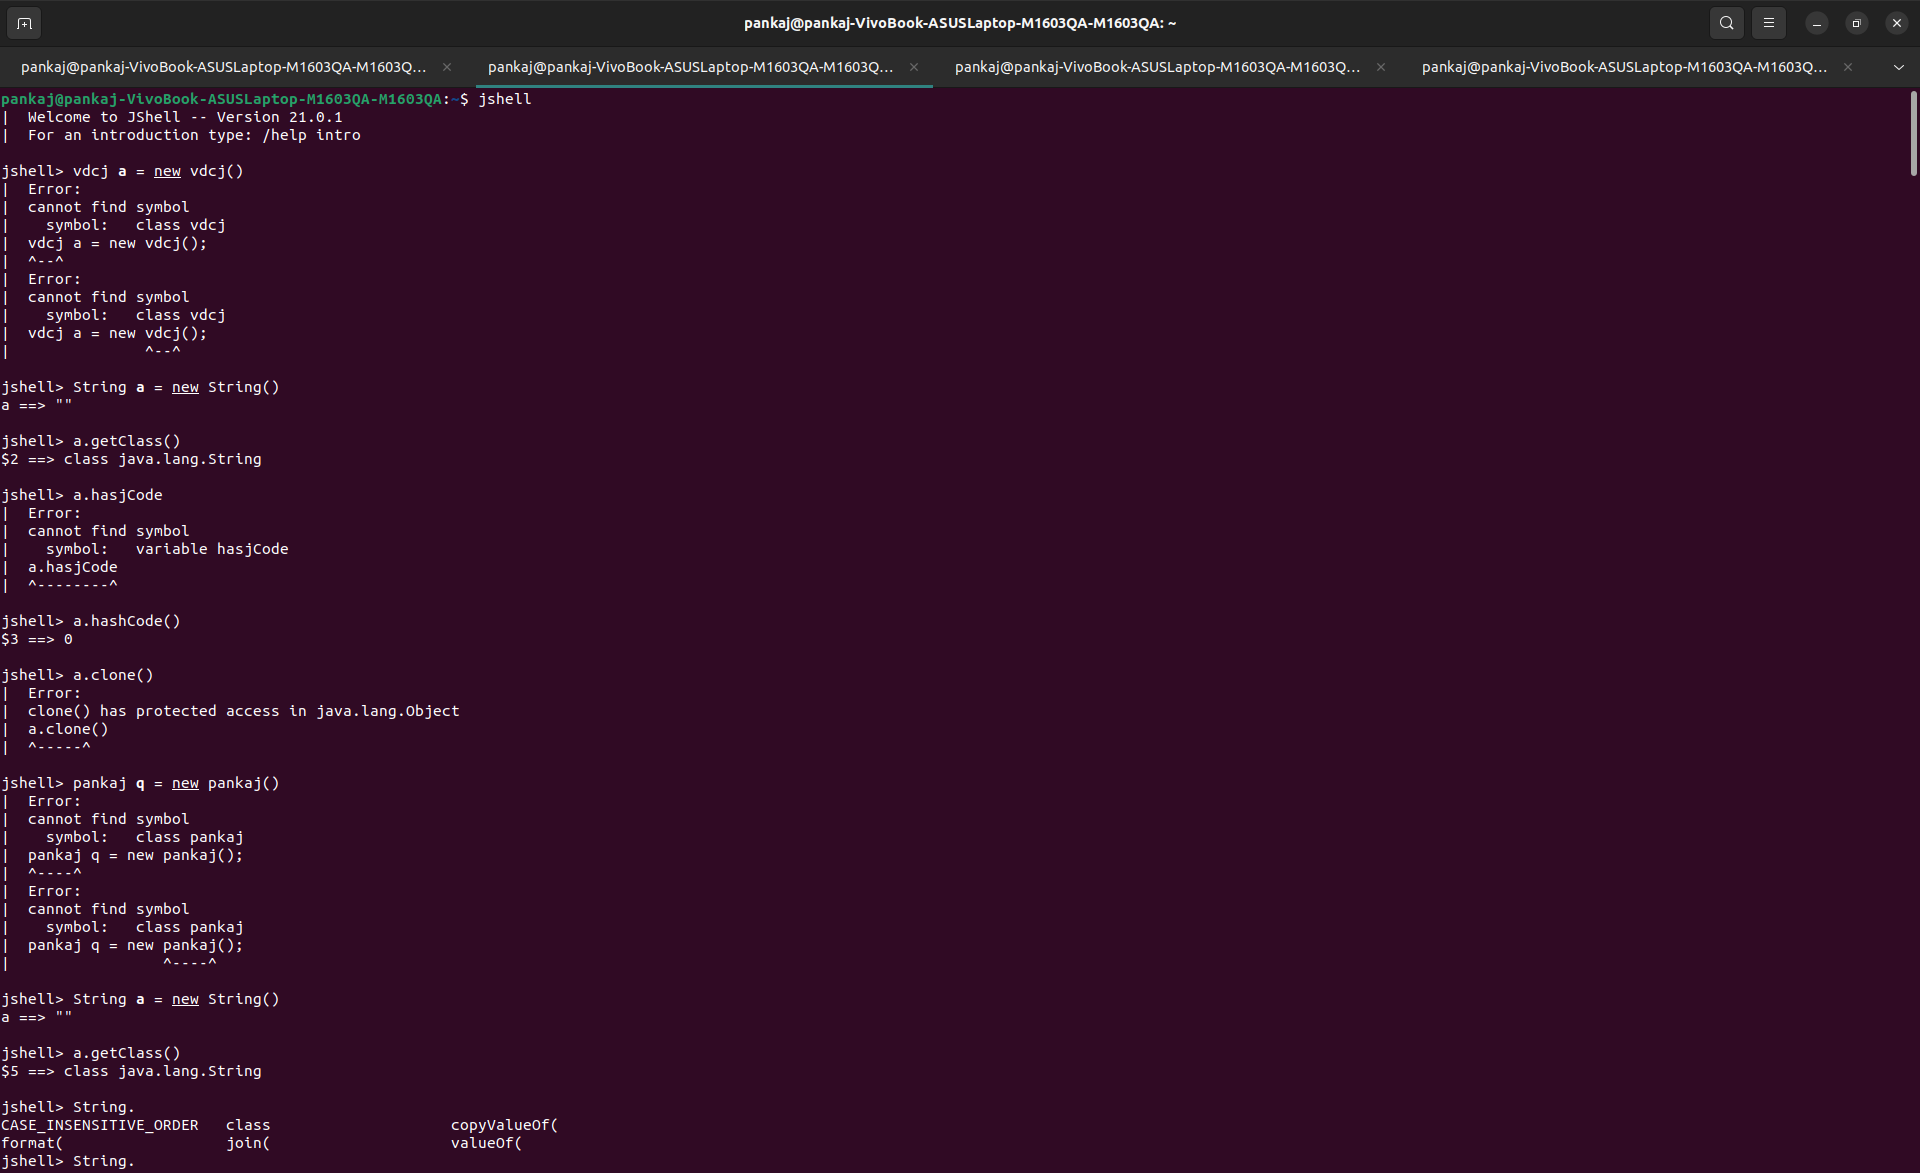 pankaj@pankaj-VivoBook-ASUSLaptop-M1603QA-M1603QA: ~
pankaj@pankaj-VivoBook-ASUSLaptop-M1603QA-M1603Q... × pankaj@pankaj-VivoBook-ASUSLaptop-M1603QA-M1603Q... × pankaj@pankaj-VivoBook-ASUSLaptop-M1603QA-M1603Q... × pankaj@pankaj-VivoBook-ASUSLaptop-M1603QA-M1603Q... ×
pankaj@pankaj-VivoBook-ASUSLaptop-M1603QA-M1603QA:~$ jshell
|  Welcome to JShell -- Version 21.0.1
|  For an introduction type: /help intro

jshell> vdcj a = new vdcj()
|  Error:
|  cannot find symbol
|    symbol:   class vdcj
|  vdcj a = new vdcj();
|  ^--^
|  Error:
|  cannot find symbol
|    symbol:   class vdcj
|  vdcj a = new vdcj();
|               ^--^

jshell> String a = new String()
a ==> ""

jshell> a.getClass()
$2 ==> class java.lang.String

jshell> a.hasjCode
|  Error:
|  cannot find symbol
|    symbol:   variable hasjCode
|  a.hasjCode
|  ^--------^

jshell> a.hashCode()
$3 ==> 0

jshell> a.clone()
|  Error:
|  clone() has protected access in java.lang.Object
|  a.clone()
|  ^-----^

jshell> pankaj q = new pankaj()
|  Error:
|  cannot find symbol
|    symbol:   class pankaj
|  pankaj q = new pankaj();
|  ^----^
|  Error:
|  cannot find symbol
|    symbol:   class pankaj
|  pankaj q = new pankaj();
|                 ^----^

jshell> String a = new String()
a ==> ""

jshell> a.getClass()
$5 ==> class java.lang.String

jshell> String.
CASE_INSENSITIVE_ORDER   class                    copyValueOf(
format(                  join(                    valueOf(
jshell> String.